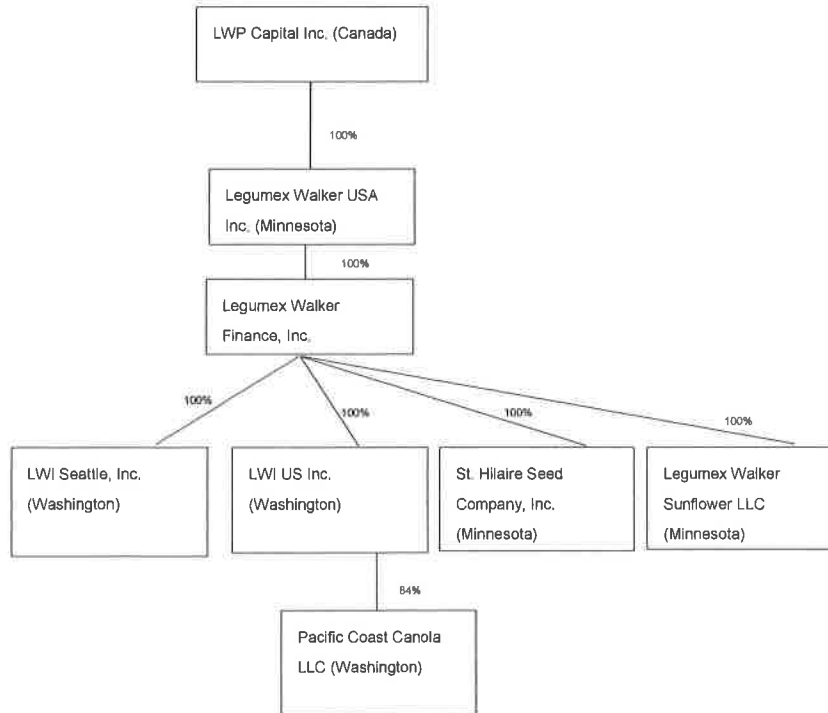 LWP Capital Inc. (Canada)
100%
Legumex Walker USA
Inc. (Minnesota)
100%
Legumex Walker
Finance, Inc.
100%
100%
100%
100%
LWI Seattle, Inc.
(Washington)
LWI US Inc.
(Washington)
St. Hilaire Seed
Company, Inc.
(Minnesota)
Legumex Walker
Sunflower LLC
(Minnesota)
84%
Pacific Coast Canola
LLC (Washington)